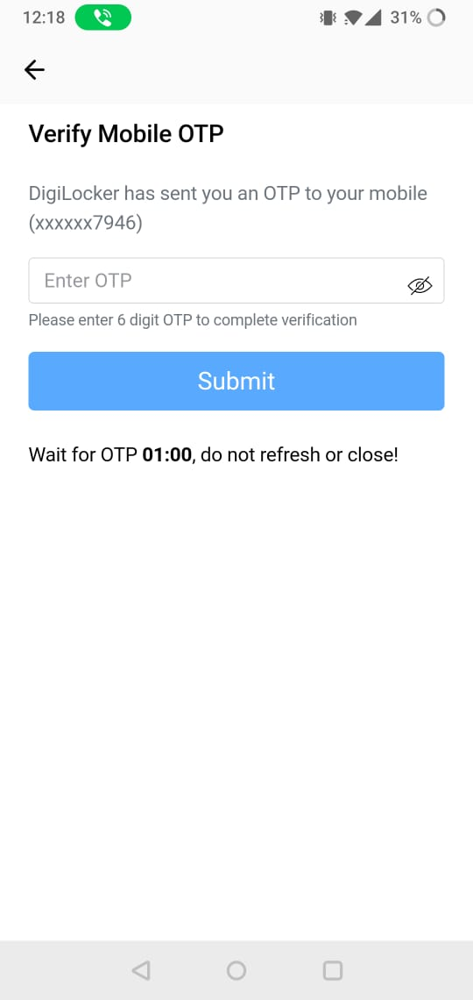 12:18 31%
Verify Mobile OTP
DigiLocker has sent you an OTP to your mobile
(xxxxxx7946)
Enter OTP
Please enter 6 digit OTP to complete verification
Submit
Wait for OTP 01:00, do not refresh or close!